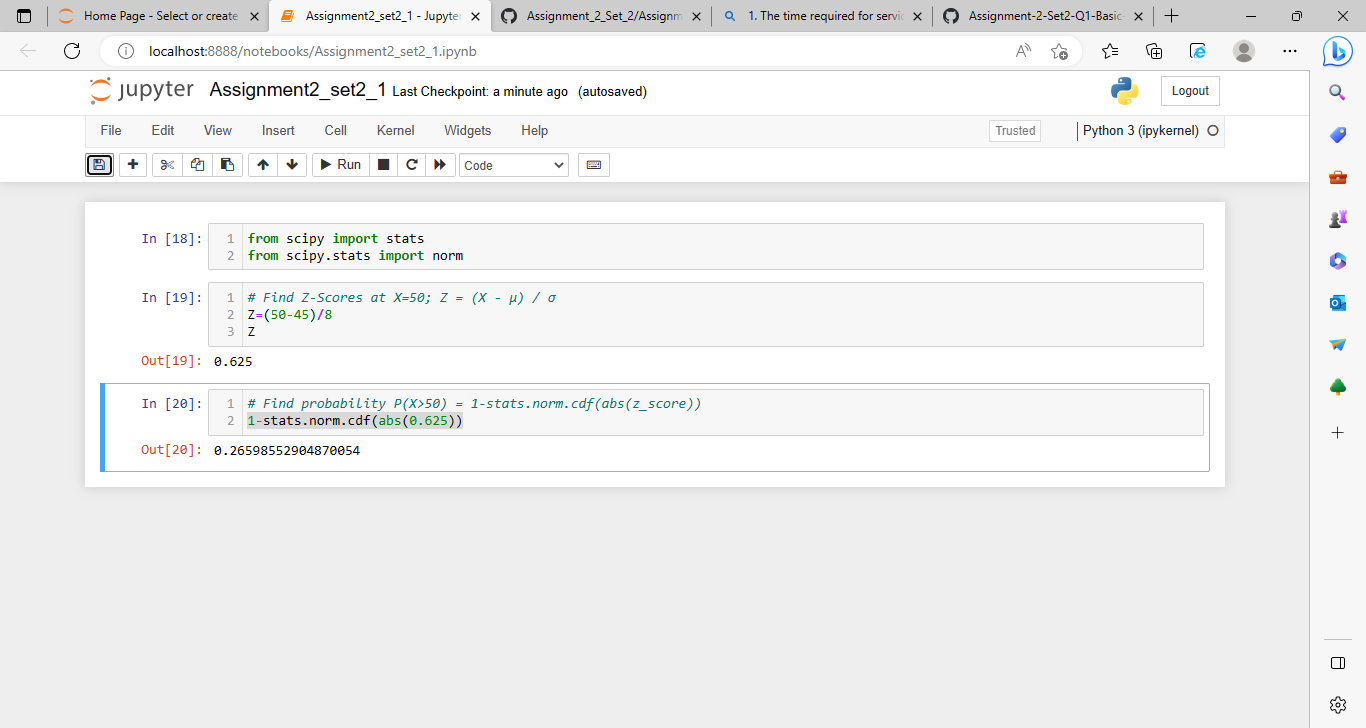 Home Page - Select or create
Assignment2_set2_1 - Jupyte
Assignment_2_Set_2/Assignm
1. The time required for servic
Assignment-2-Set2-Q1-Basic-
localhost:8888/notebooks/Assignment2_set2_1.ipynb
jupyter Assignment2_set2_1 Last Checkpoint: a minute ago (autosaved)
Logout
File Edit View Insert Cell Kernel Widgets Help
Trusted
Python 3 (ipykernel)
Run
Code
In [18]:
1 from scipy import stats
2 from scipy.stats import norm
In [19]:
1 # Find Z-Scores at X=50; Z = (X - μ) / σ
2 Z=(50-45)/8
3 Z
Out[19]: 0.625
In [20]:
1 # Find probability P(X>50) = 1-stats.norm.cdf(abs(z_score))
2 1-stats.norm.cdf(abs(0.625))
Out[20]: 0.26598552904870054